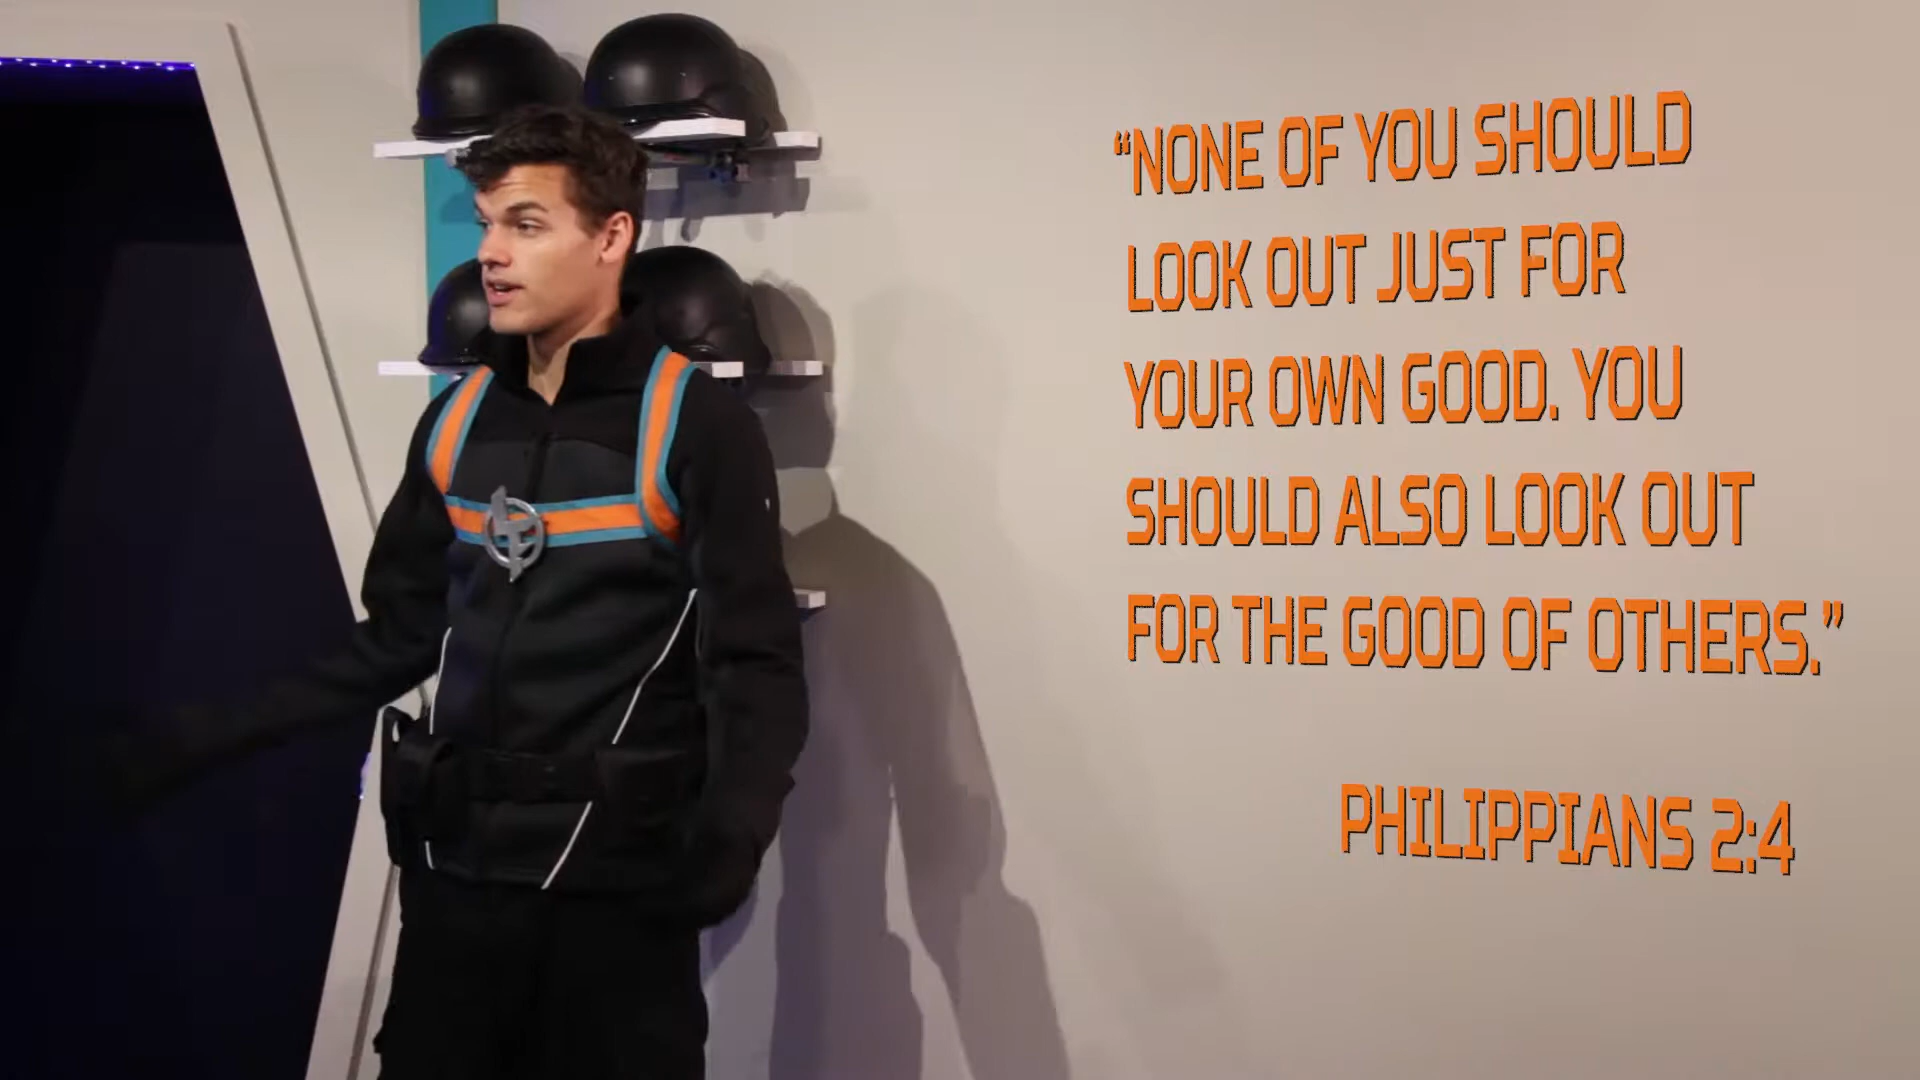 “NONE OF YOU SHOULD
LOOK OUT JUST FOR
YOUR OWN GOOD. YOU
SHOULD ALSO LOOK OUT
FOR THE GOOD OF OTHERS.”
PHILIPPIANS 2:4